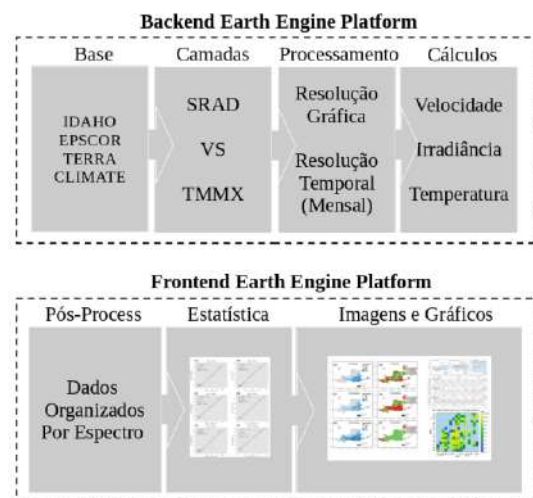 Backend Earth Engine Platform
Base
Camadas
Processamento
Cálculos
IDAHO
EPSCOR
TERRA
CLIMATE
SRAD
VS
TMMX
Resolução
Gráfica
Resolução
Temporal
(Mensal)
Velocidade
Irradiância
Temperatura
Frontend Earth Engine Platform
Pós-Process
Estatística
Imagens e Gráficos
Dados
Organizados
Por Espectro